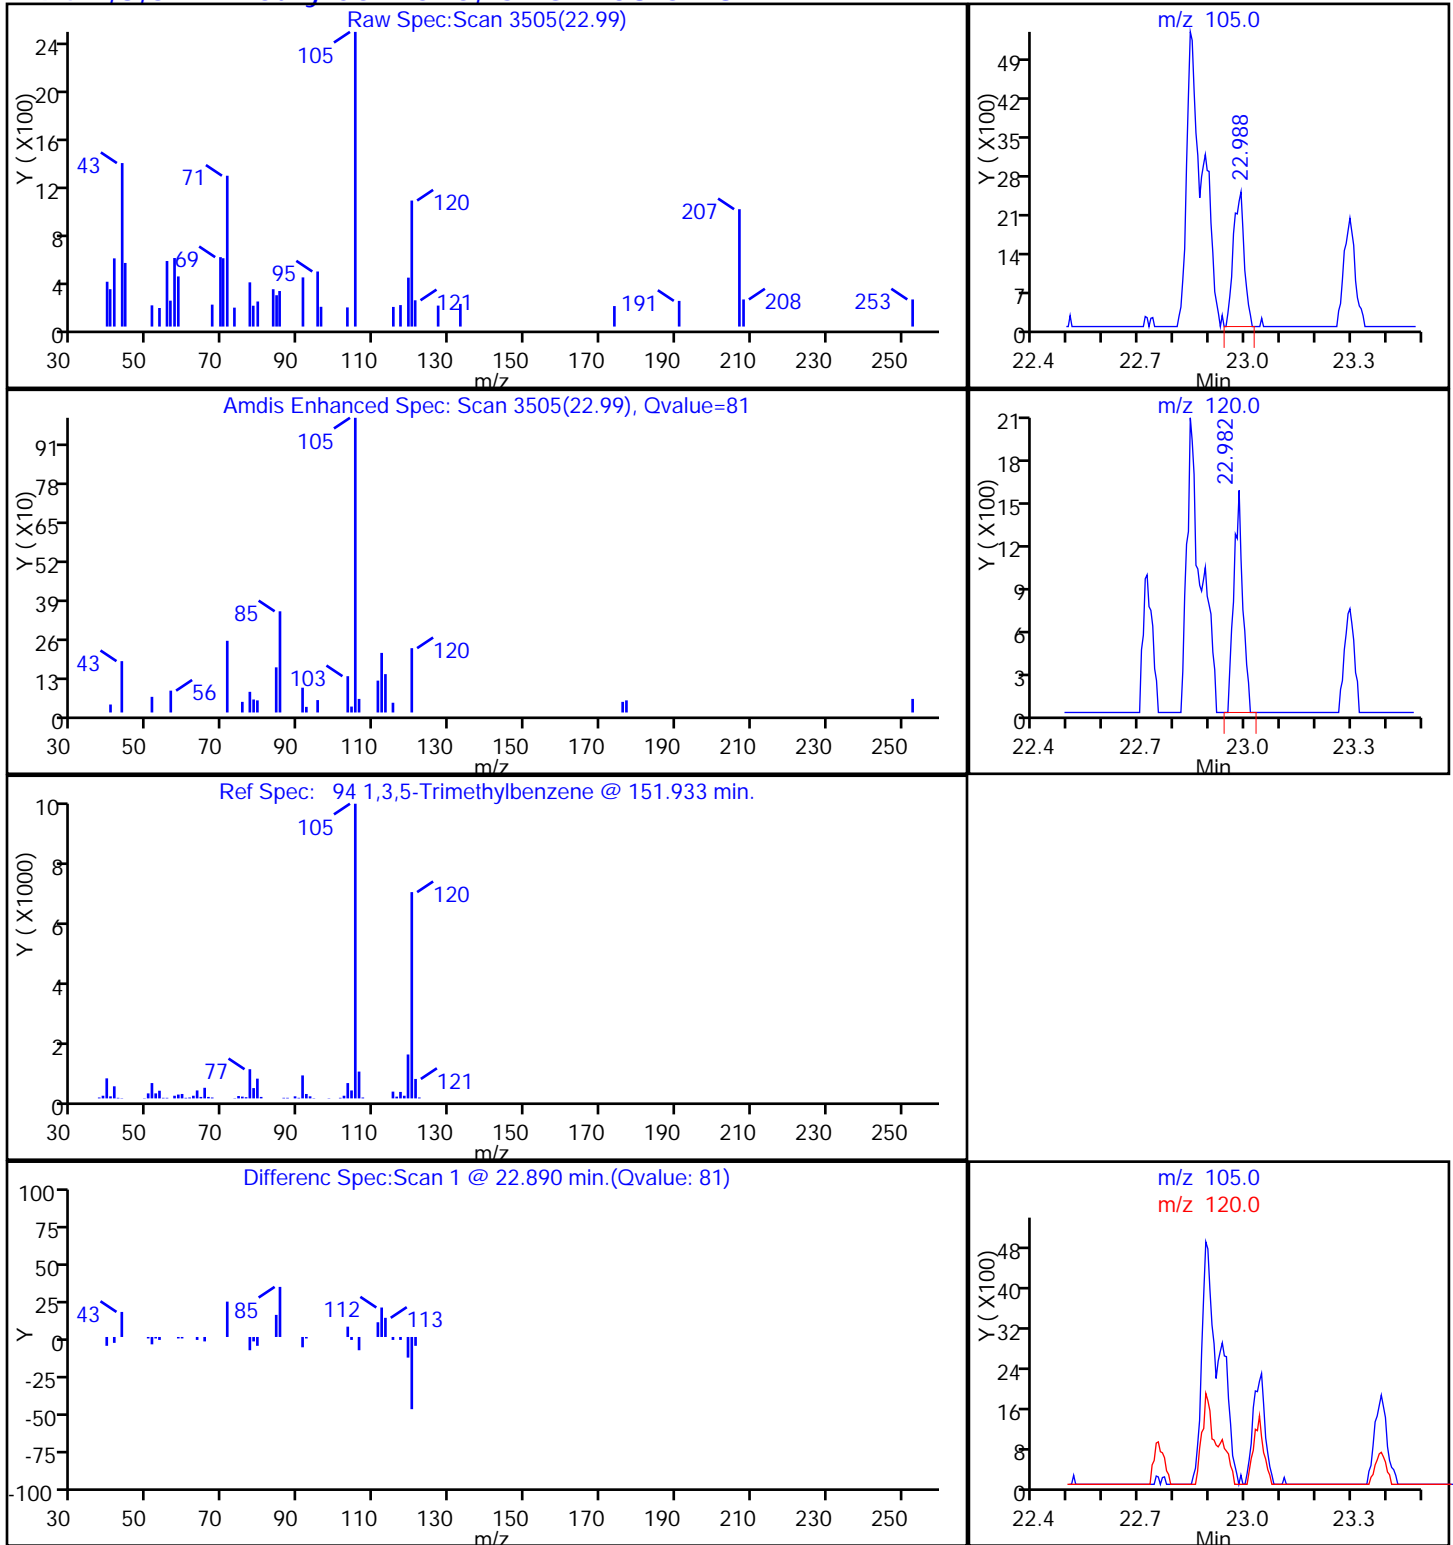 Raw Spec:Scan 3505(22.99)
Y ( X100)
24
20
16
12
8
4
0
43
71
69
95
105
120
121
191
207
208
253
30 50 70 90 110 130 150 170 190 210 230 250
m/z
m/z 105.0
Y ( X100)
49
42
35
28
21
14
7
0
22.988
22.4 22.7 23.0 23.3
Min
Amdis Enhanced Spec: Scan 3505(22.99), Qvalue=81
Y ( X10)
91
78
65
52
39
26
13
0
43
56
85
103
105
120
30 50 70 90 110 130 150 170 190 210 230 250
m/z
m/z 120.0
Y ( X100)
21
18
15
12
9
6
3
0
22.982
22.4 22.7 23.0 23.3
Min
Ref Spec: 94 1,3,5-Trimethylbenzene @ 151.933 min.
Y ( X1000)
10
8
6
4
2
0
77
105
120
121
30 50 70 90 110 130 150 170 190 210 230 250
m/z
Differenc Spec:Scan 1 @ 22.890 min.(Qvalue: 81)
Y
100
75
50
25
0
-25
-50
-75
-100
43
85
112
113
30 50 70 90 110 130 150 170 190 210 230 250
m/z
m/z 105.0
m/z 120.0
Y ( X100)
48
40
32
24
16
8
0
22.4 22.7 23.0 23.3
Min